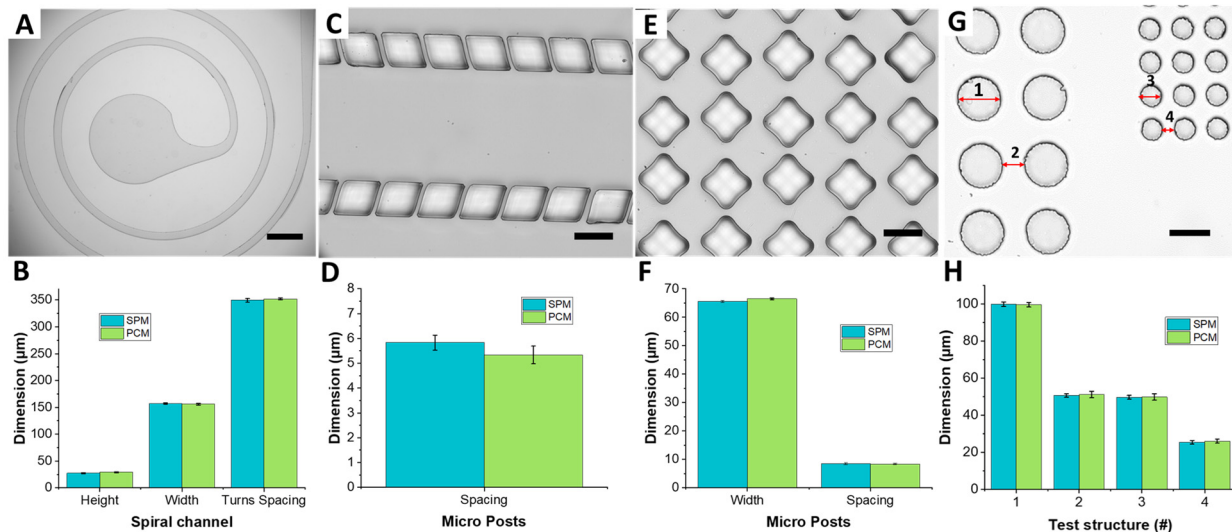 A
C
E
G
1
2
3
4
B
350
300
250
200
150
100
50
0
Dimension (µm)
SPM
PCM
Height Width Turns Spacing
Spiral channel
D
8
7
6
5
4
3
2
1
0
Dimension (µm)
SPM
PCM
Spacing
Micro Posts
F
70
60
50
40
30
20
10
0
Dimension (µm)
SPM
PCM
Width Spacing
Micro Posts
H
100
80
60
40
20
0
Dimension (µm)
SPM
PCM
1 2 3 4
Test structure (#)